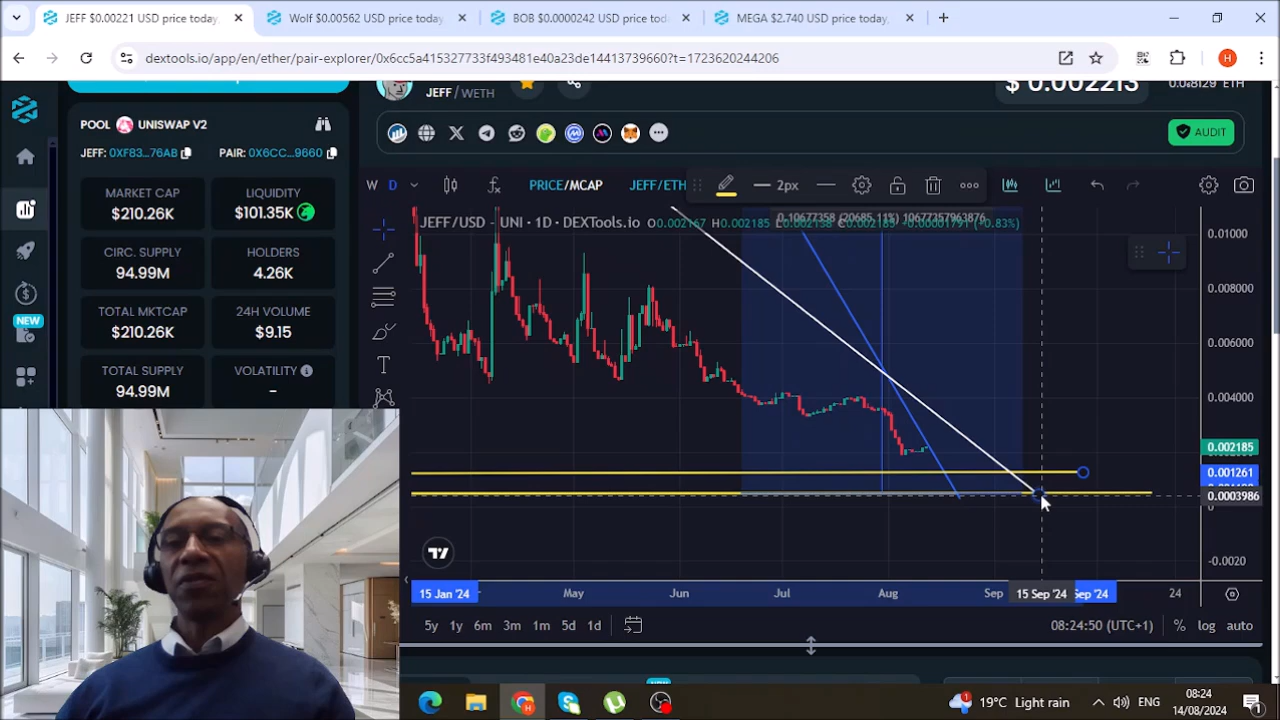 JEFF $0.00221 USD price today,
Wolf $0.00562 USD price today,
BOB $0.0000242 USD price tod
MEGA $2.740 USD price today,
dextools.io/app/en/ether/pair-explorer/0x6cc5a415327733f493481e40a23de144137739660?t=1723620244206
H
JEFF / WETH
$ 0.002213
ETH
POOL UNISWAP V2
JEFF: 0XF83...76AB PAIR: 0X6CC...9660
AUDIT
MARKET CAP
$210.26K
LIQUIDITY
$101.35K
CIRC. SUPPLY
94.99M
HOLDERS
4.26K
TOTAL MKTCAP
$210.26K
24H VOLUME
$9.15
TOTAL SUPPLY
94.99M
VOLATILITY
-
NEW
W D PRICE/MCAP JEFF/ETH 2px
JEFF/USD - UNI · 1D · DEXTools.io
0.01000
0.008000
0.006000
0.004000
0.002185
0.001261
0.0003986
0
-0.0020
15 Jan '24 May Jun Jul Aug Sep 15 Sep '24 Sep '24 24
5y 1y 6m 3m 1m 5d 1d 08:24:50 (UTC+1) % log auto
NEW
19°C Light rain ENG
08:24
14/08/2024